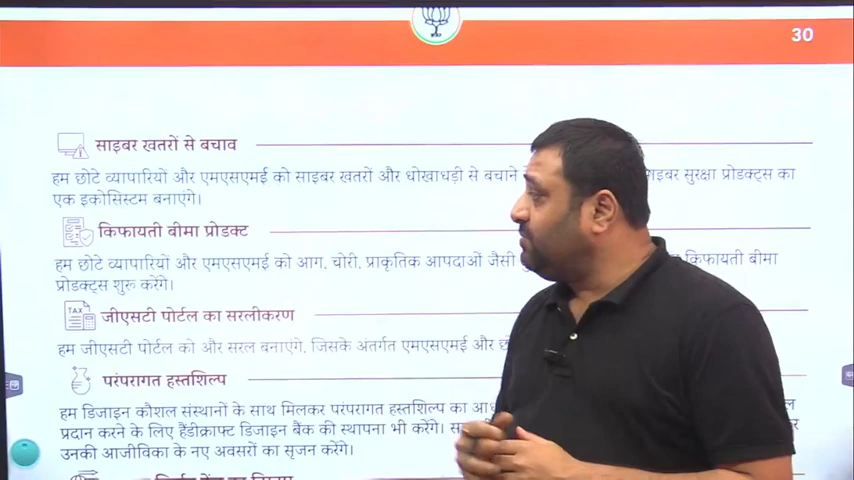 30
साइबर खतरों से बचाव
हम छोटे व्यापारियों और एमएसएमई को साइबर खतरों और धोखाधड़ी से बचाने सुरक्षा प्रोडक्ट्स का
एक इकोसिस्टम बनाएंगे।
किफायती बीमा प्रोडक्ट
हम छोटे व्यापारियों और एमएसएमई को आग, चोरी, प्राकृतिक आपदाओं जैसी किफायती बीमा
प्रोडक्ट्स शुरू करेंगे।
TAX
जीएसटी पोर्टल का सरलीकरण
हम जीएसटी पोर्टल को और सरल बनाएंगे, जिसके अंतर्गत एमएसएमई और
परंपरागत हस्तशिल्प
हम डिजाइन कौशल संस्थानों के साथ मिलकर परंपरागत हस्तशिल्प का
प्रदान करने के लिए हैंडीक्राफ्ट डिजाइन बैंक की स्थापना भी करेंगे।
उनकी आजीविका के नए अवसरों का सृजन करेंगे।